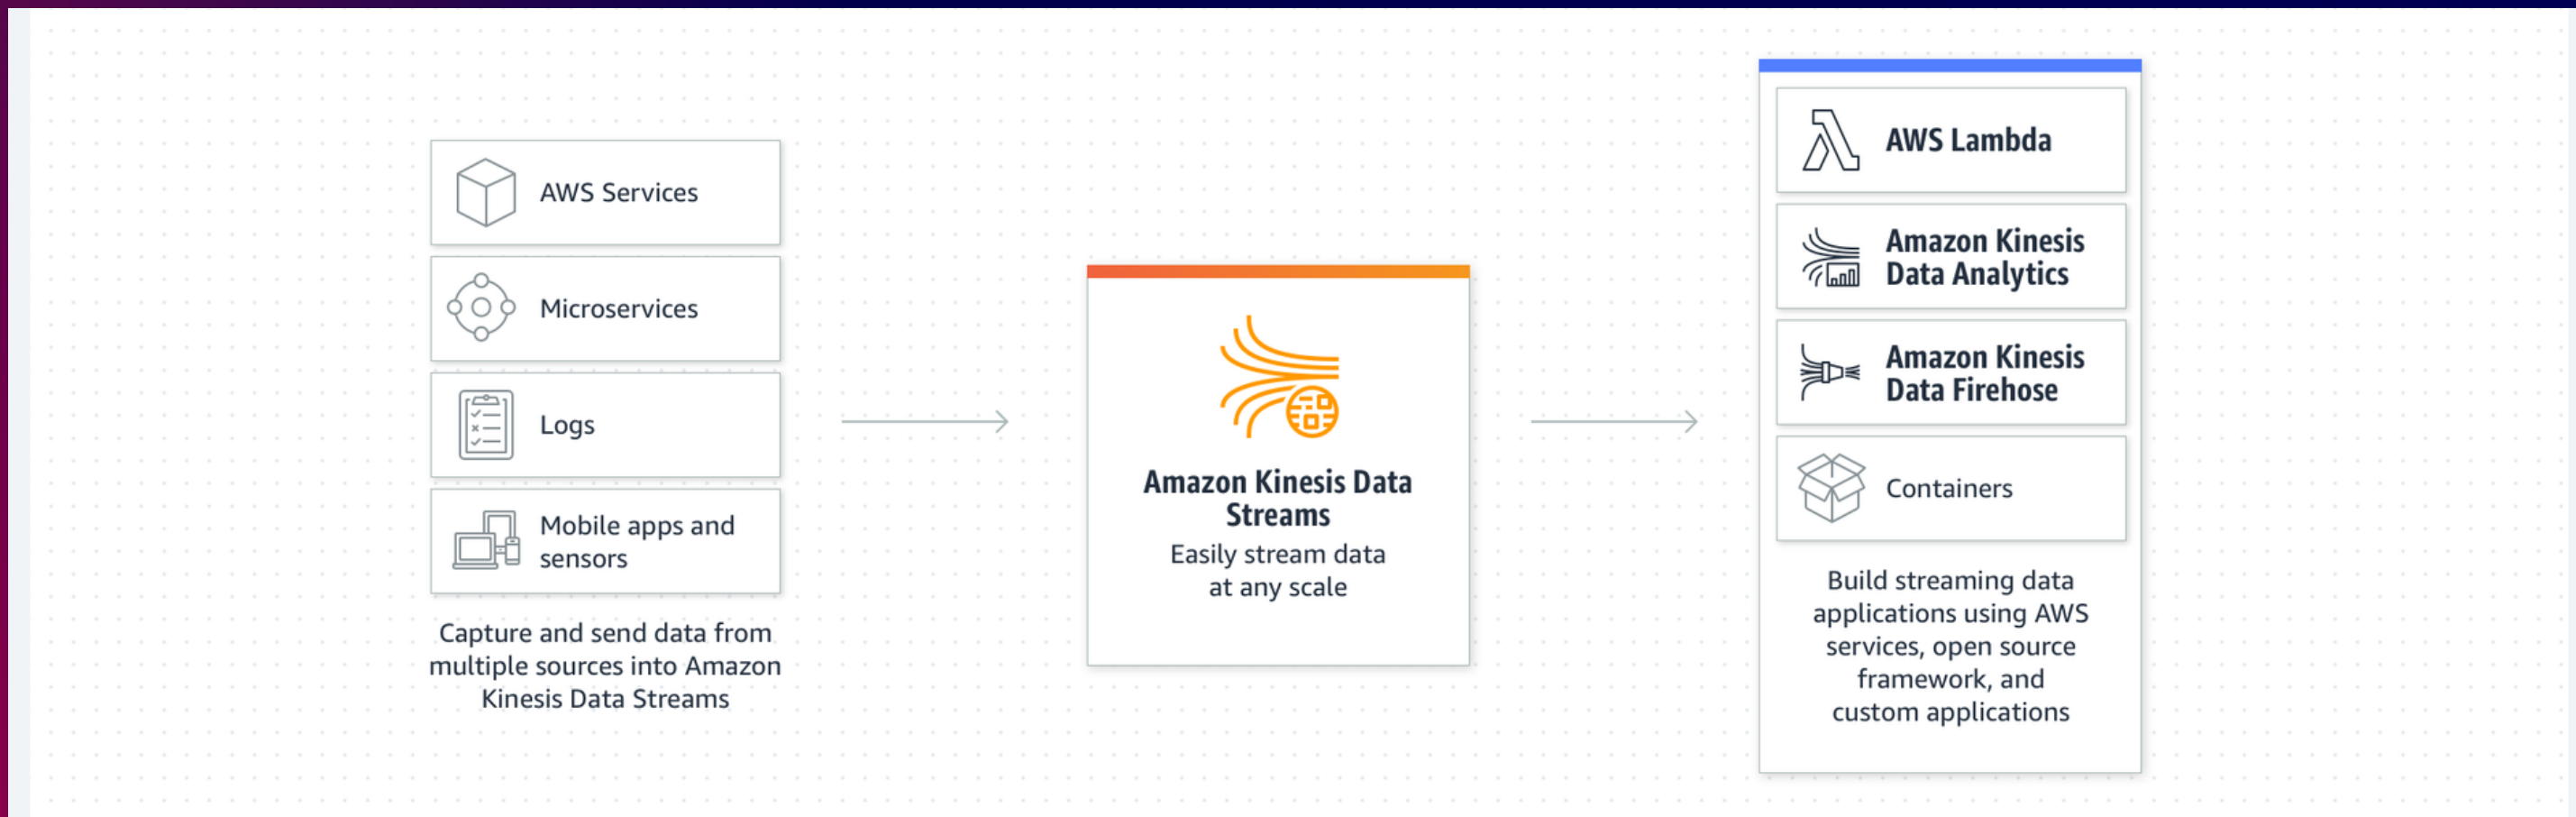 AWS Services
Microservices
Logs
Mobile apps and
sensors
Capture and send data from
multiple sources into Amazon
Kinesis Data Streams
Amazon Kinesis Data
Streams
Easily stream data
at any scale
AWS Lambda
Amazon Kinesis
Data Analytics
Amazon Kinesis
Data Firehose
Containers
Build streaming data
applications using AWS
services, open source
framework, and
custom applications